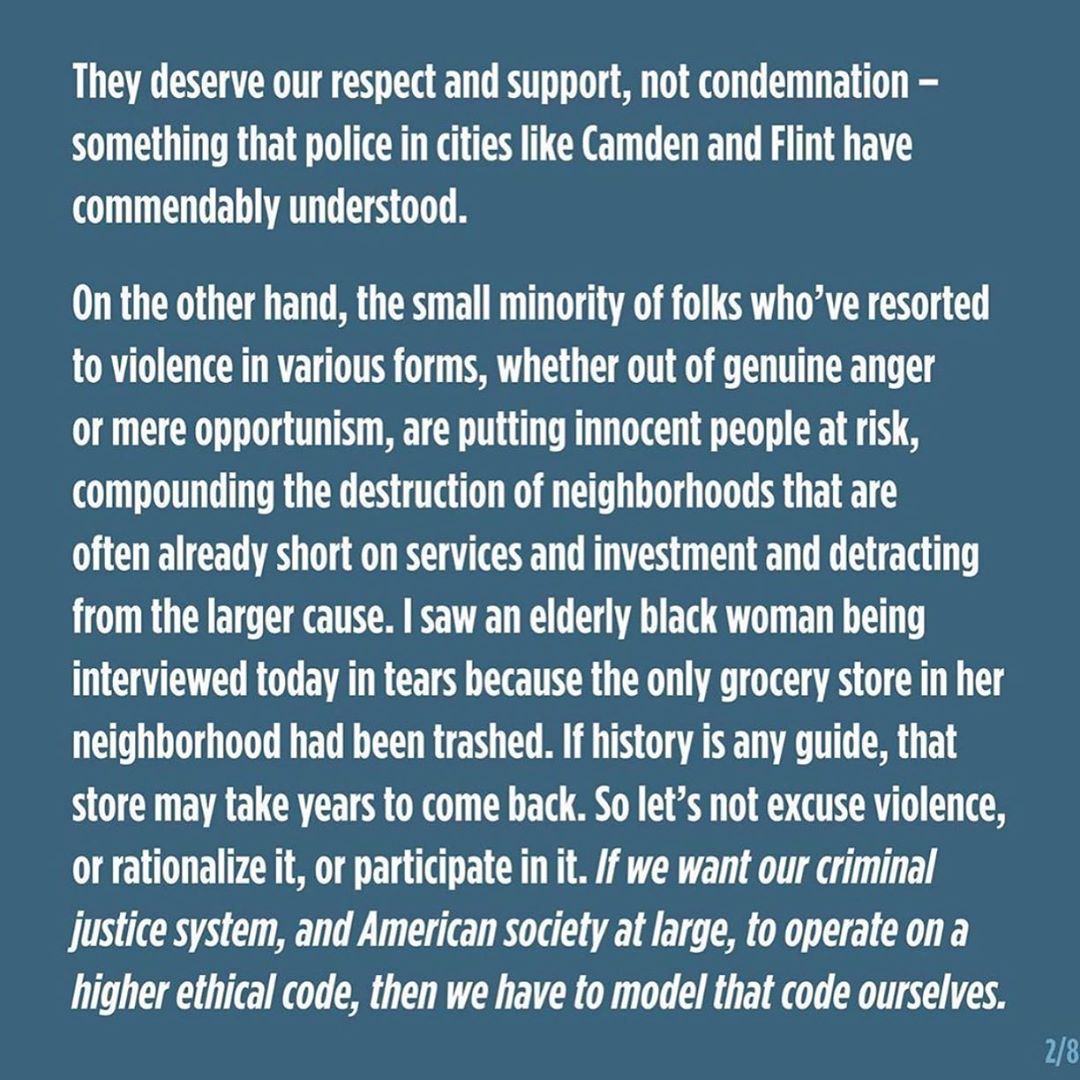 They deserve our respect and support, not condemnation –
something that police in cities like Camden and Flint have
commendably understood.
On the other hand, the small minority of folks who’ve resorted
to violence in various forms, whether out of genuine anger
or mere opportunism, are putting innocent people at risk,
compounding the destruction of neighborhoods that are
often already short on services and investment and detracting
from the larger cause. I saw an elderly black woman being
interviewed today in tears because the only grocery store in her
neighborhood had been trashed. If history is any guide, that
store may take years to come back. So let’s not excuse violence,
or rationalize it, or participate in it. If we want our criminal
justice system, and American society at large, to operate on a
higher ethical code, then we have to model that code ourselves.
2/8